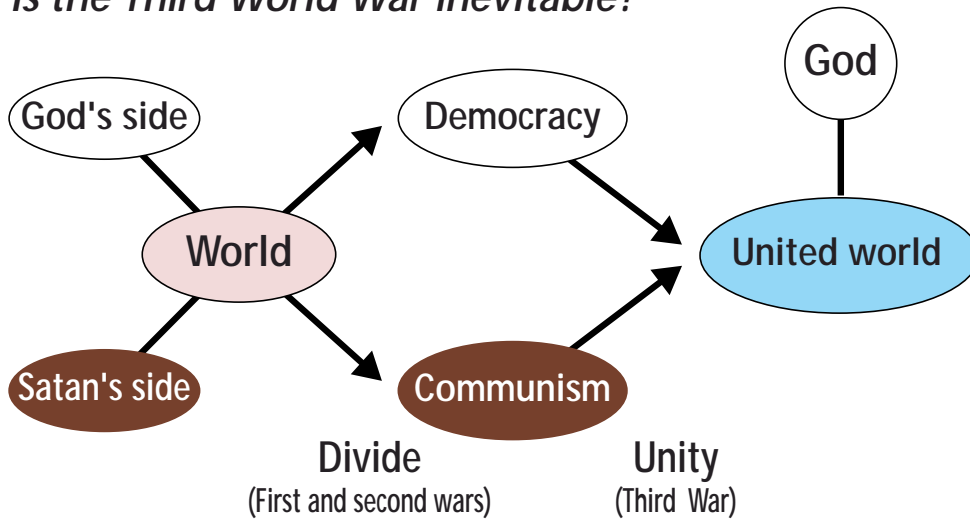 Is the Third World War inevitable?
God
God's side
Democracy
World
United world
Satan's side
Communism
Divide
(First and second wars)
Unity
(Third War)